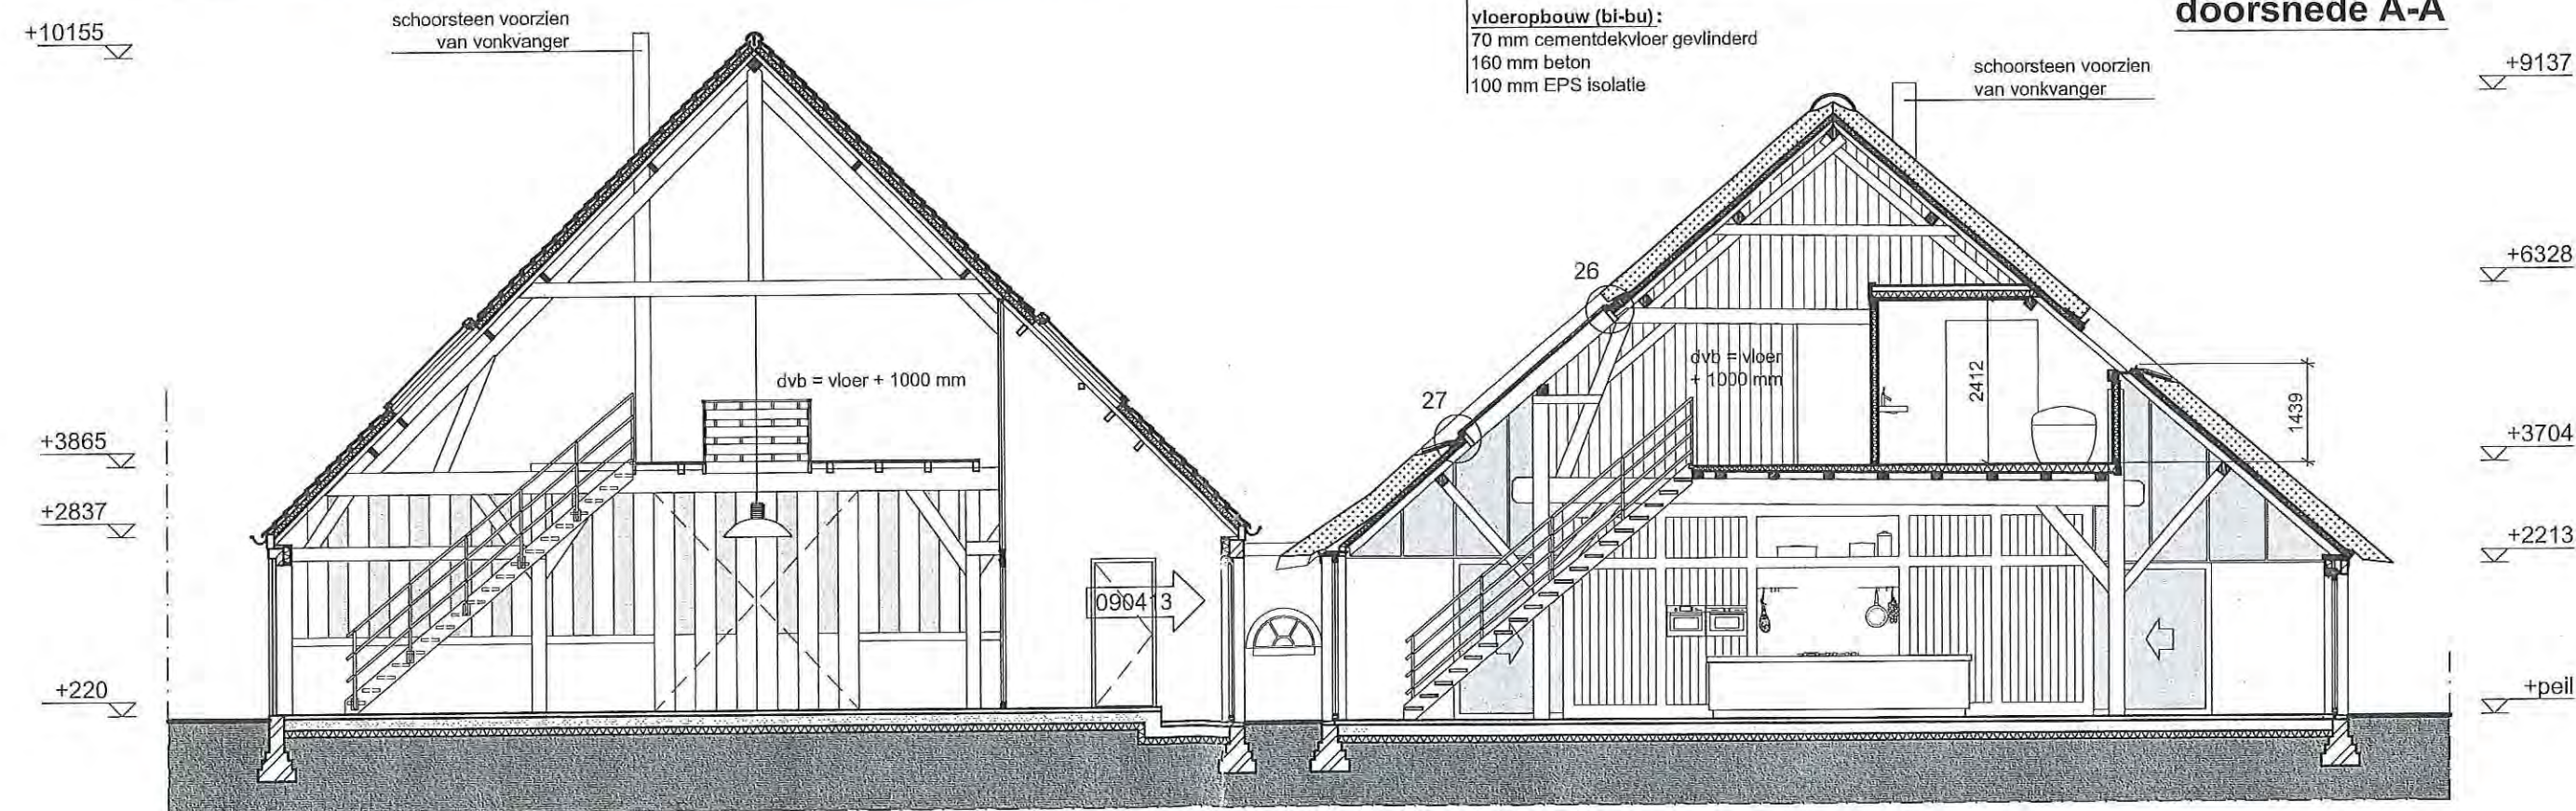 doorsnede A-A
vloeropbouw (bi-bu):
70 mm cementdekvloer gevlinderd
160 mm beton
100 mm EPS isolatie
schoorsteen voorzien
van vonkvanger
schoorsteen voorzien
van vonkvanger
+10155
+3865
+2837
+220
dvb = vloer + 1000 mm
090413
26
27
dvb = vloer
+ 1000 mm
2412
1439
+9137
+6328
+3704
+2213
+peil